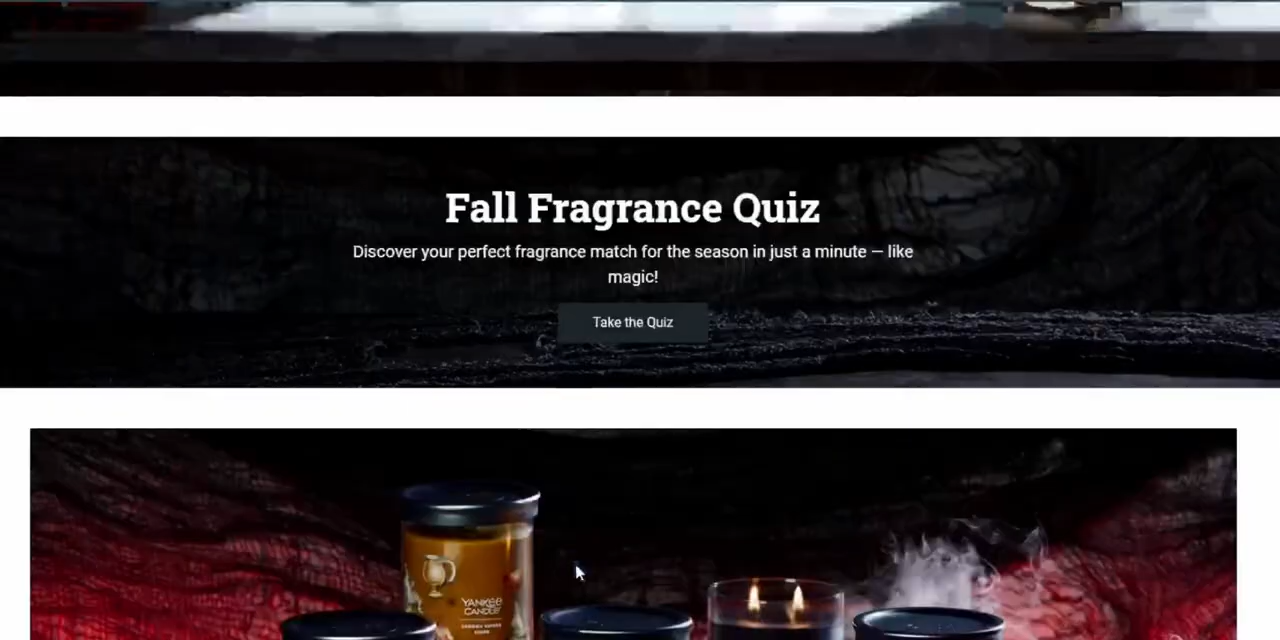 Fall Fragrance Quiz
Discover your perfect fragrance match for the season in just a minute — like
magic!
Take the Quiz
YANKEE
CANDLE